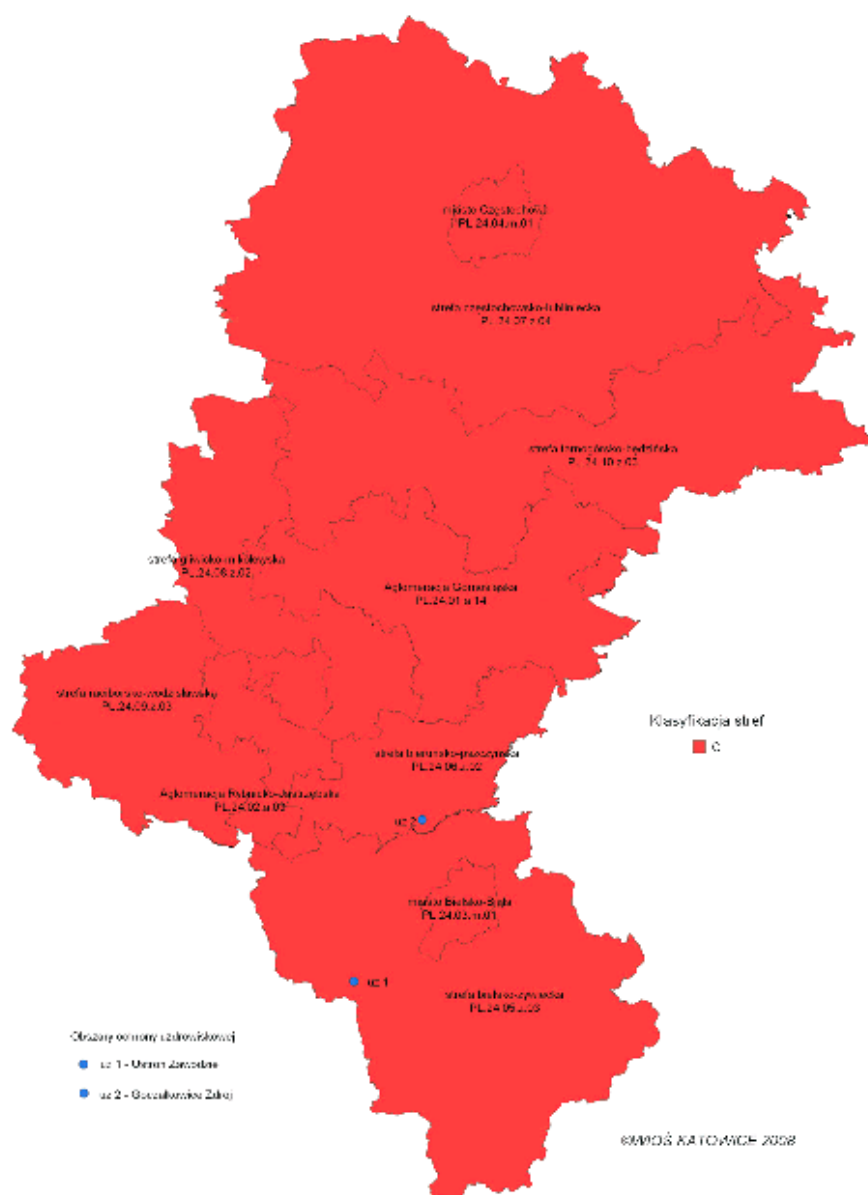 miasto Częstochowa
PL.24.04.m.01
strefa częstochowsko-lubliniecka
PL.24.07.z.04
strefa tarnogórsko-będzińska
PL.24.10.z.03
strefa gliwicko-mikołowska
PL.24.08.z.02
Aglomeracja Górnośląska
PL.24.01.a.14
strefa raciborsko-wodzisławska
PL.24.09.z.03
Klasyfikacja stref
C
strefa bieruńsko-pszczyńska
PL.24.06.z.02
Aglomeracja Rybnicko-Jastrzębska
PL.24.02.a.03
uz 2
miasto Bielsko-Biała
PL.24.03.m.01
uz 1
strefa bielsko-żywiecka
PL.24.05.z.03
Obszary ochrony uzdrowiskowej
uz 1 - Ustroń Zawodzie
uz 2 - Goczałkowice Zdrój
©WIOŚ KATOWICE 2008